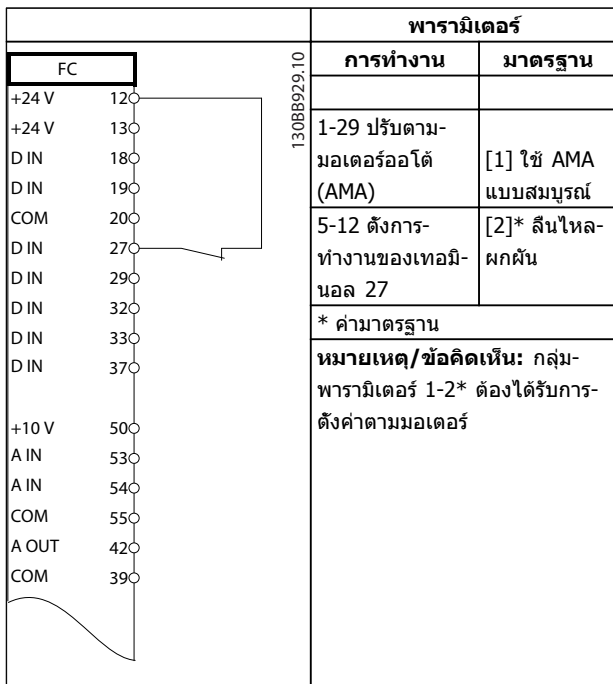 พารามิเตอร์
การทำงาน
มาตรฐาน
FC
130BB929.10
+24 V 12
+24 V 13
D IN 18
D IN 19
COM 20
D IN 27
D IN 29
D IN 32
D IN 33
D IN 37
+10 V 50
A IN 53
A IN 54
COM 55
A OUT 42
COM 39
1-29 ปรับตาม-
มอเตอร์ออโต้
(AMA)
[1] ใช้ AMA
แบบสมบูรณ์
5-12 ตั้งการ-
ทำงานของเทอมิ-
นอล 27
[2]* ลื่นไหล-
ผกผัน
* ค่ามาตรฐาน
หมายเหตุ/ข้อคิดเห็น: กลุ่ม-
พารามิเตอร์ 1-2* ต้องได้รับการ-
ตั้งค่าตามมอเตอร์